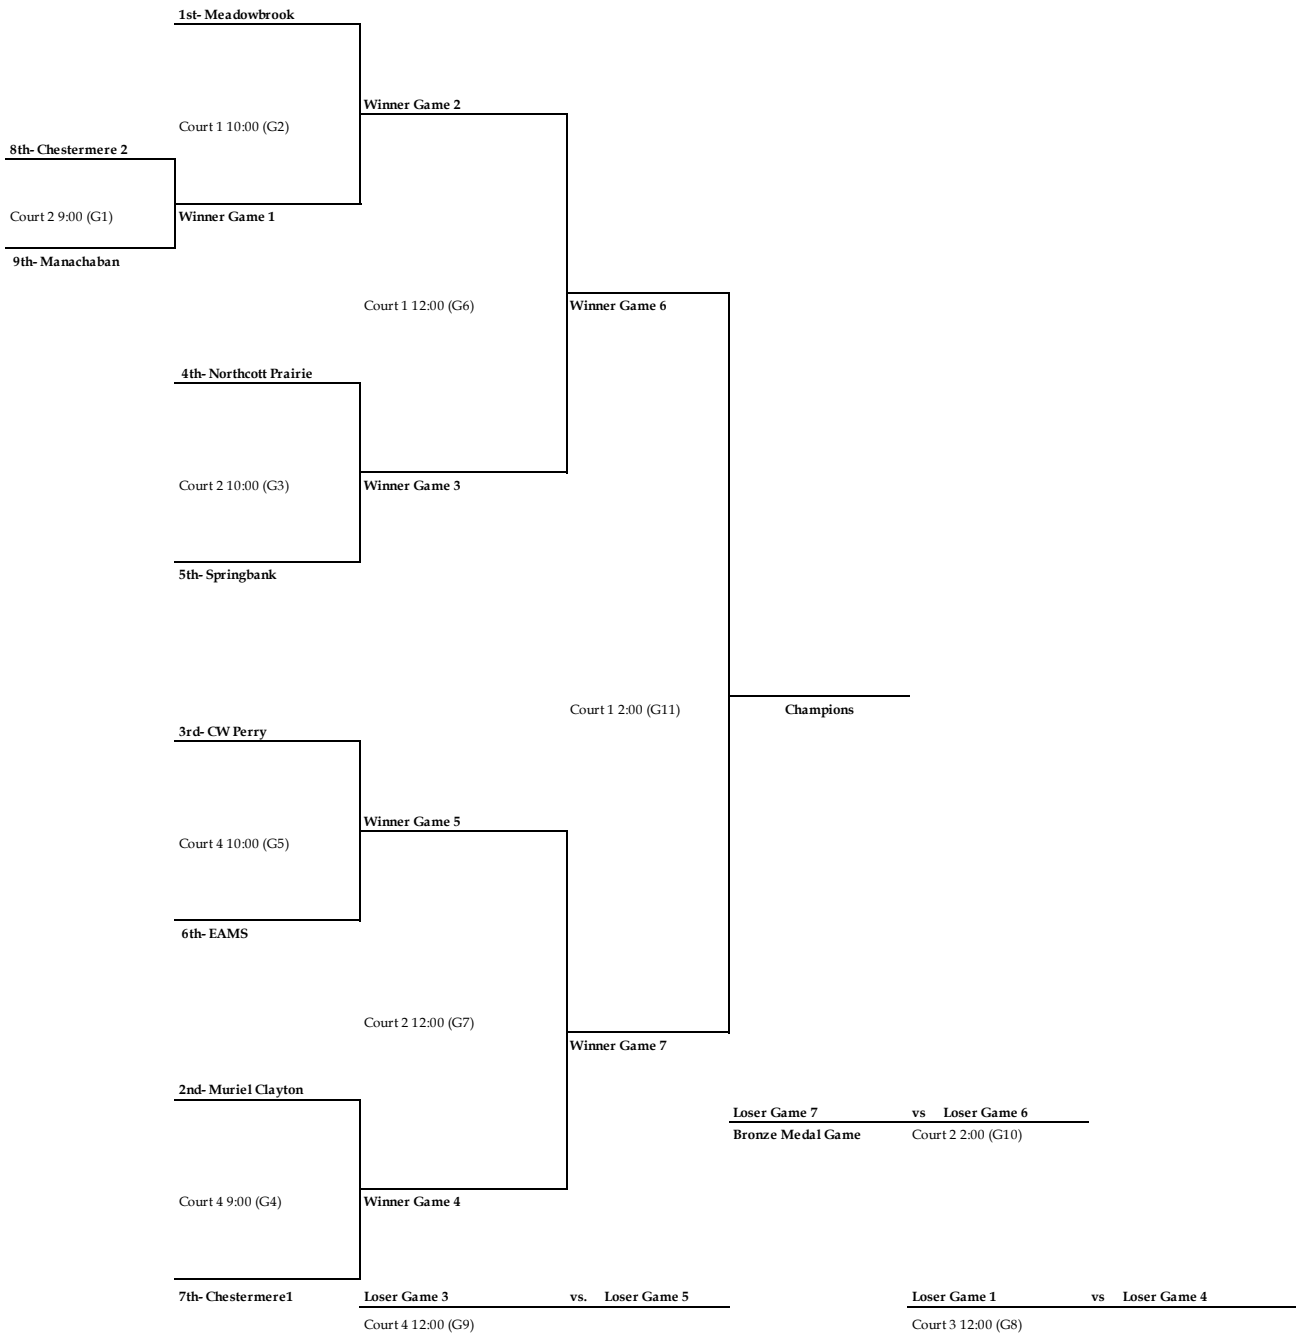 1st- Meadowbrook
Winner Game 2
Court 1 10:00 (G2)
8th- Chestermere 2
Court 2 9:00 (G1) Winner Game 1
9th- Manachaban
Court 1 12:00 (G6) Winner Game 6
4th- Northcott Prairie
Court 2 10:00 (G3) Winner Game 3
5th- Springbank
Court 1 2:00 (G11) Champions
3rd- CW Perry
Winner Game 5
Court 4 10:00 (G5)
6th- EAMS
Court 2 12:00 (G7)
Winner Game 7
2nd- Muriel Clayton
Loser Game 7 vs Loser Game 6
Bronze Medal Game Court 2 2:00 (G10)
Court 4 9:00 (G4) Winner Game 4
7th- Chestermere1 Loser Game 3 vs. Loser Game 5 Loser Game 1 vs Loser Game 4
Court 4 12:00 (G9) Court 3 12:00 (G8)